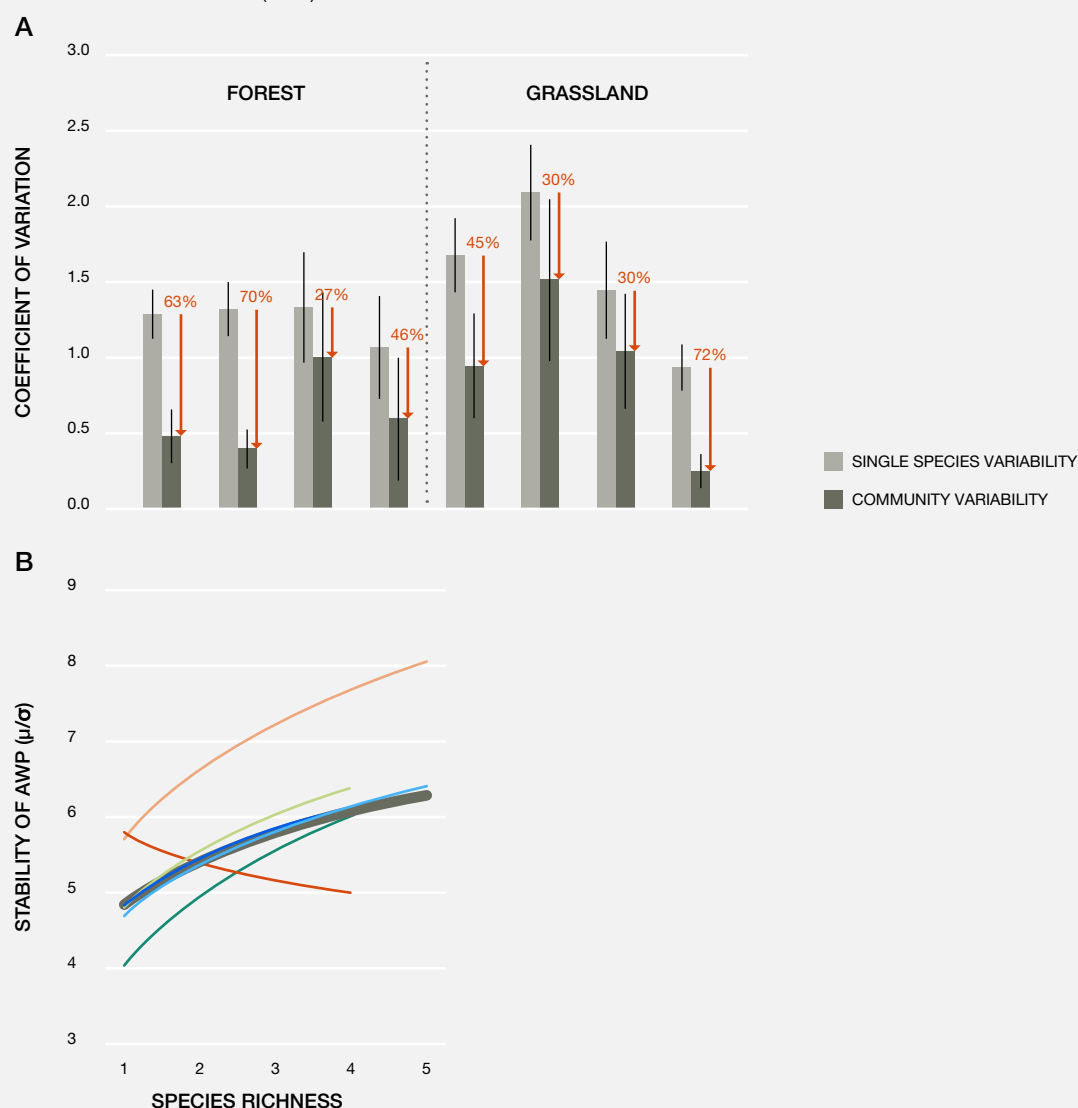 A
3.0
FOREST
GRASSLAND
2.5
COEFFICIENT OF VARIATION
2.0
1.5
1.0
0.5
0.0
63%
70%
27%
46%
45%
30%
30%
72%
SINGLE SPECIES VARIABILITY
COMMUNITY VARIABILITY
B
9
8
7
6
5
4
3
STABILITY OF AWP (μ/σ)
1 2 3 4 5
SPECIES RICHNESS